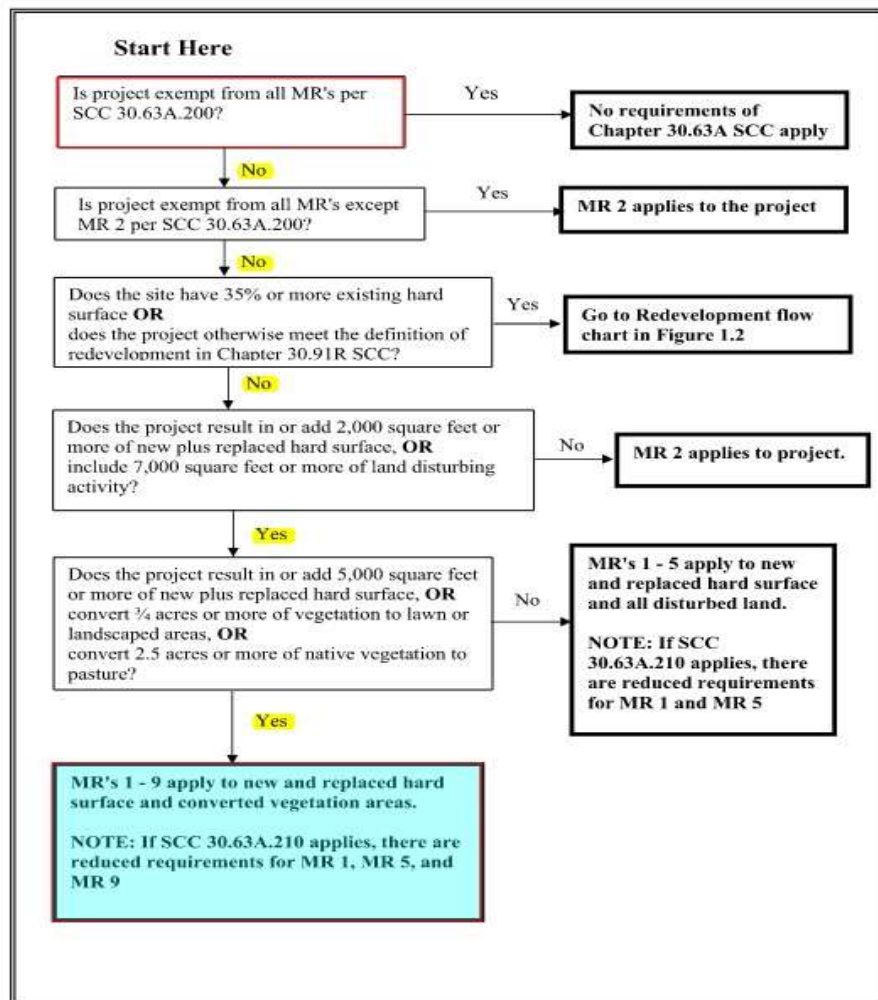 Start Here
Is project exempt from all MR's per
SCC 30.63A.200?
Yes
No requirements of
Chapter 30.63A SCC apply
No
Is project exempt from all MR's except
MR 2 per SCC 30.63A.200?
Yes
MR 2 applies to the project
No
Does the site have 35% or more existing hard
surface OR
does the project otherwise meet the definition of
redevelopment in Chapter 30.91R SCC?
Yes
Go to Redevelopment flow
chart in Figure 1.2
No
Does the project result in or add 2,000 square feet or
more of new plus replaced hard surface, OR
include 7,000 square feet or more of land disturbing
activity?
No
MR 2 applies to project.
Yes
Does the project result in or add 5,000 square feet
or more of new plus replaced hard surface, OR
convert ¾ acres or more of vegetation to lawn or
landscaped areas, OR
convert 2.5 acres or more of native vegetation to
pasture?
No
MR's 1 - 5 apply to new
and replaced hard surface
and all disturbed land.
NOTE: If SCC
30.63A.210 applies, there
are reduced requirements
for MR 1 and MR 5
Yes
MR's 1 - 9 apply to new and replaced hard
surface and converted vegetation areas.
NOTE: If SCC 30.63A.210 applies, there are
reduced requirements for MR 1, MR 5, and
MR 9